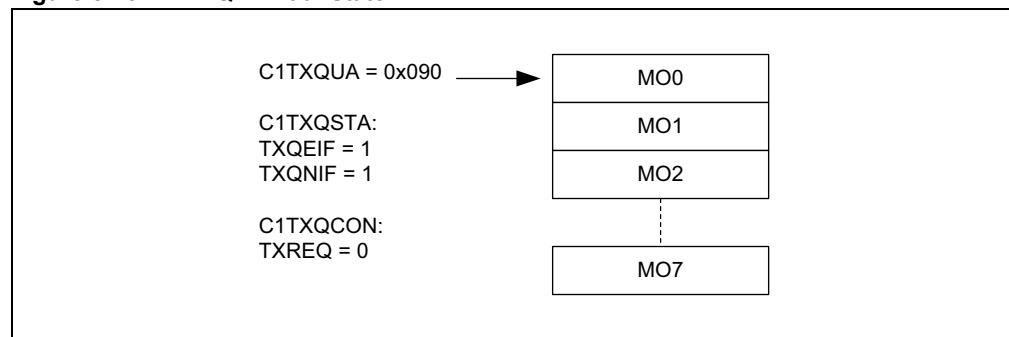 C1TXQUA = 0x090
C1TXQSTA:
TXQEIF = 1
TXQNIF = 1
C1TXQCON:
TXREQ = 0
MO0
MO1
MO2
MO7